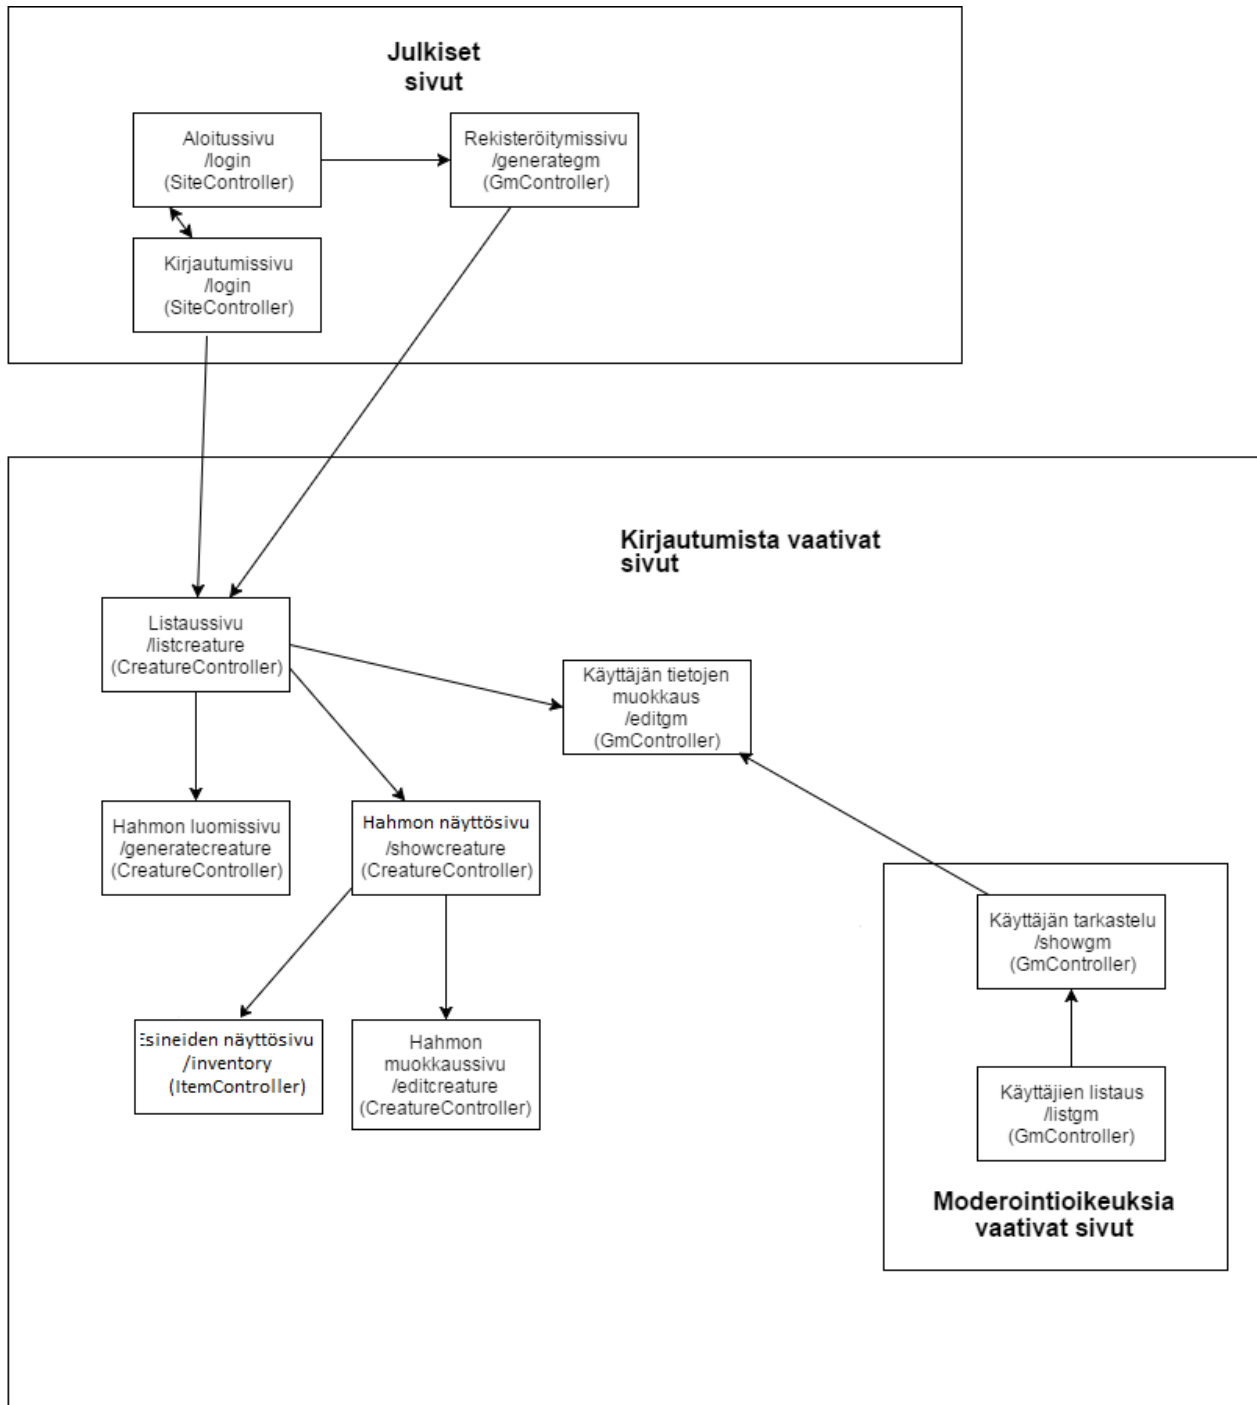 Julkiset
sivut
Aloitussivu
/login
(SiteController)
Rekisteröitymissivu
/generategm
(GmController)
Kirjautumissivu
/login
(SiteController)
Kirjautumista vaativat
sivut
Listaussivu
/listcreature
(CreatureController)
Käyttäjän tietojen
muokkaus
/editgm
(GmController)
Hahmon luomissivu
/generatecreature
(CreatureController)
Hahmon näyttösivu
/showcreature
(CreatureController)
Käyttäjän tarkastelu
/showgm
(GmController)
Esineiden näyttösivu
/inventory
(ItemController)
Hahmon
muokkaussivu
/editcreature
(CreatureController)
Käyttäjien listaus
/listgm
(GmController)
Moderointioikeuksia
vaativat sivut